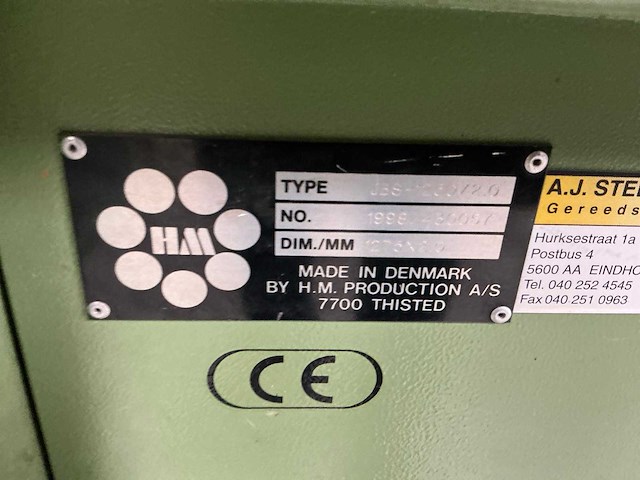 HM
TYPE
NO.
DIM./MM
MADE IN DENMARK
BY H.M. PRODUCTION A/S
7700 THISTED
CE
A.J.
Gereeds
Hurksestraat 1a
Postbus 4
5600 AA EINDHO
Tel. 040 252 4545
Fax 040 251 0963